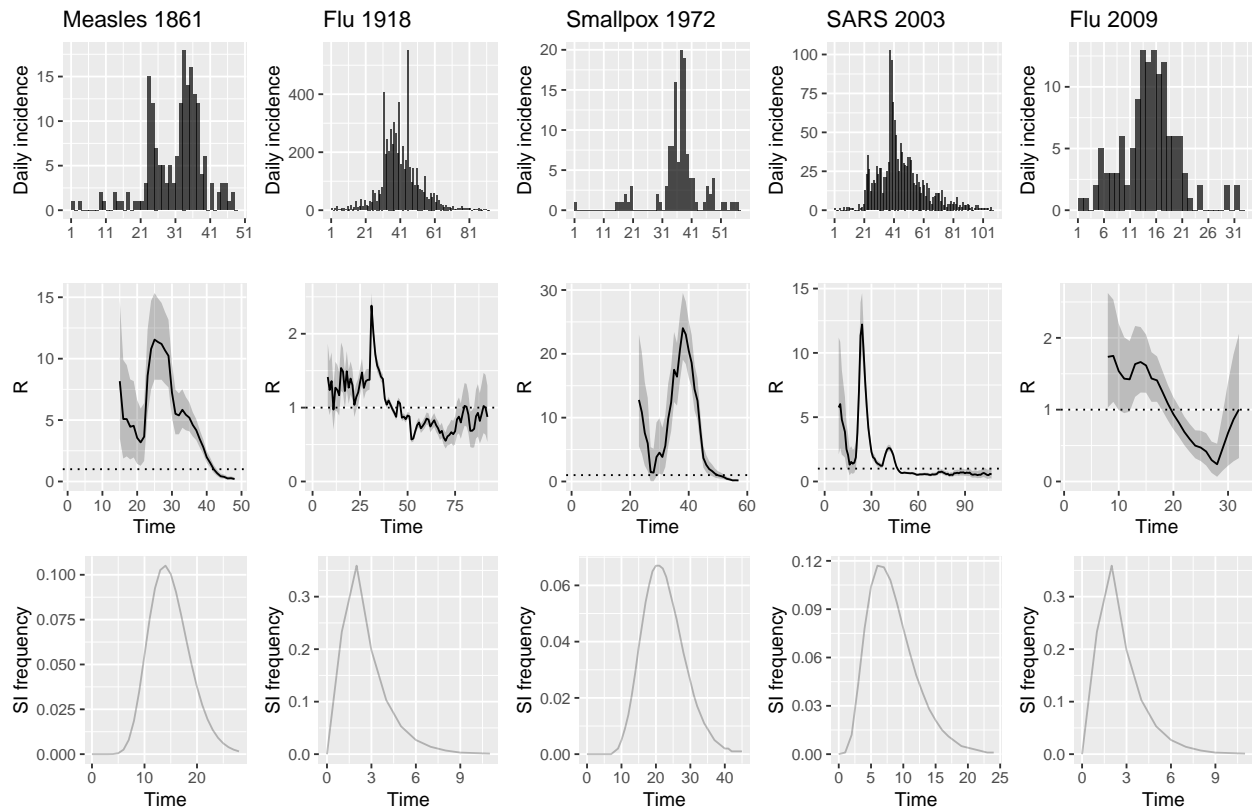 Measles 1861 Flu 1918 Smallpox 1972 SARS 2003 Flu 2009
Daily incidence
15
10
5
0
1 11 21 31 41 51
Daily incidence
400
200
0
1 21 41 61 81
Daily incidence
20
15
10
5
0
1 11 21 31 41 51
Daily incidence
100
75
50
25
0
1 21 41 61 81 101
Daily incidence
10
5
0
1 6 11 16 21 26 31
R
15
10
5
0
0 10 20 30 40 50
Time
R
2
1
0
0 25 50 75
Time
R
30
20
10
0
0 20 40 60
Time
R
15
10
5
0
0 30 60 90
Time
R
2
1
0
0 10 20 30
Time
SI frequency
0.100
0.075
0.050
0.025
0.000
0 10 20
Time
SI frequency
0.3
0.2
0.1
0.0
0 3 6 9
Time
SI frequency
0.06
0.04
0.02
0.00
0 10 20 30 40
Time
SI frequency
0.12
0.09
0.06
0.03
0.00
0 5 10 15 20 25
Time
SI frequency
0.3
0.2
0.1
0.0
0 3 6 9
Time